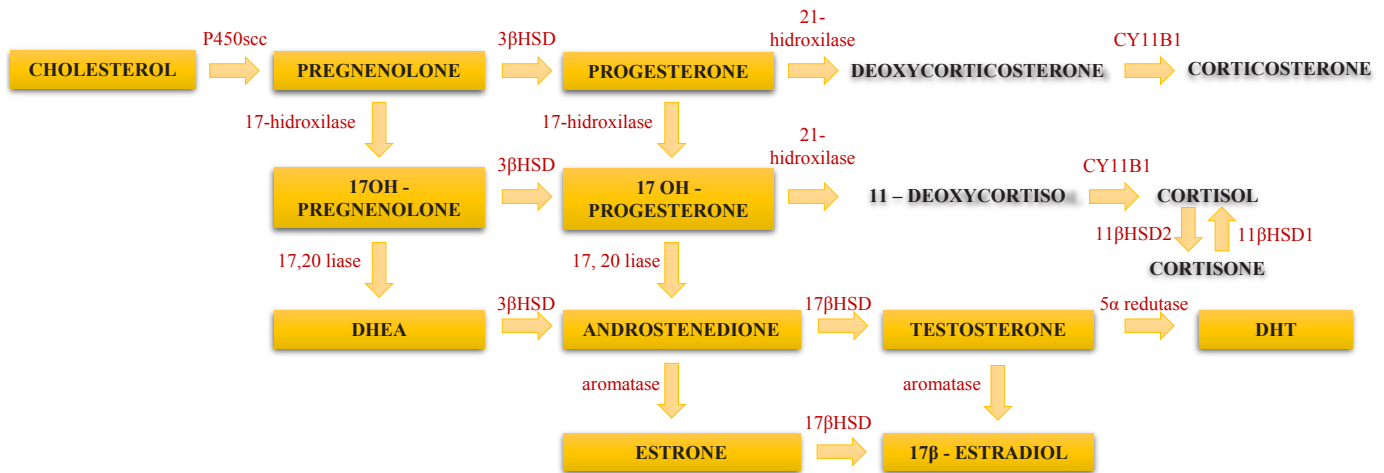 21-
hidroxilase
P450scc
3βHSD
CY11B1
CHOLESTEROL
PREGNENOLONE
PROGESTERONE
DEOXYCORTICOSTERONE
CORTICOSTERONE
17-hidroxilase
17-hidroxilase
21-
hidroxilase
3βHSD
CY11B1
17OH -
PREGNENOLONE
17 OH -
PROGESTERONE
11 – DEOXYCORTISO
CORTISOL
11βHSD2
11βHSD1
CORTISONE
17,20 liase
17, 20 liase
3βHSD
17βHSD
5α redutase
DHEA
ANDROSTENEDIONE
TESTOSTERONE
DHT
aromatase
aromatase
17βHSD
ESTRONE
17β - ESTRADIOL